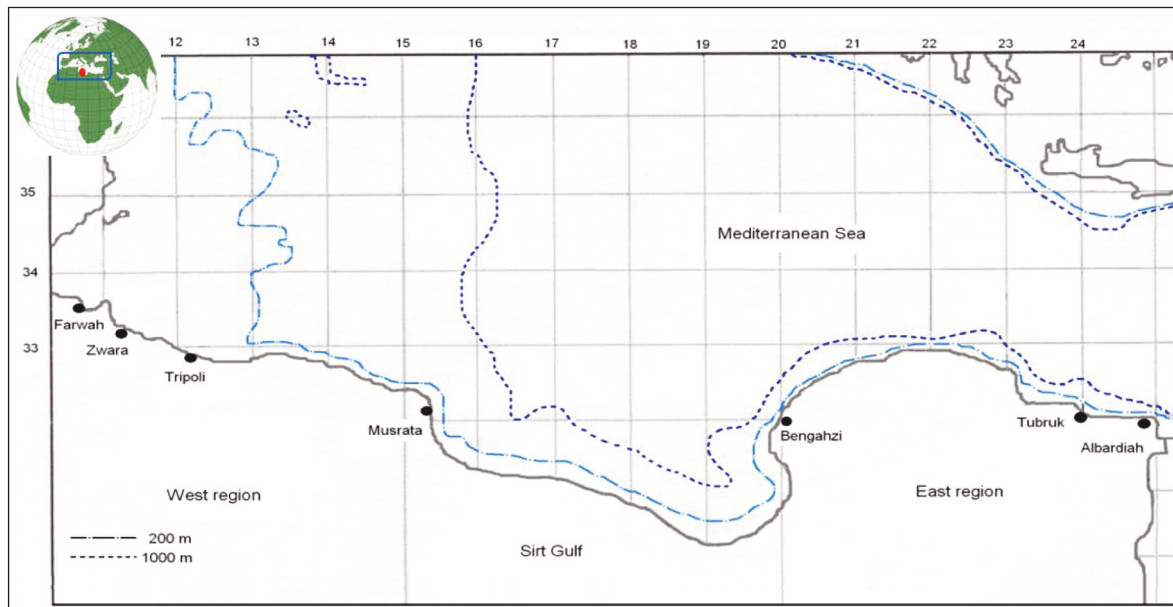 12 13 14 15 16 17 18 19 20 21 22 23 24
35
Mediterranean Sea
34
Farwah
33
Zwara
Tripoli
Musrata
Bengahzi
Tubruk
Albardiah
West region
East region
200 m
1000 m
Sirt Gulf